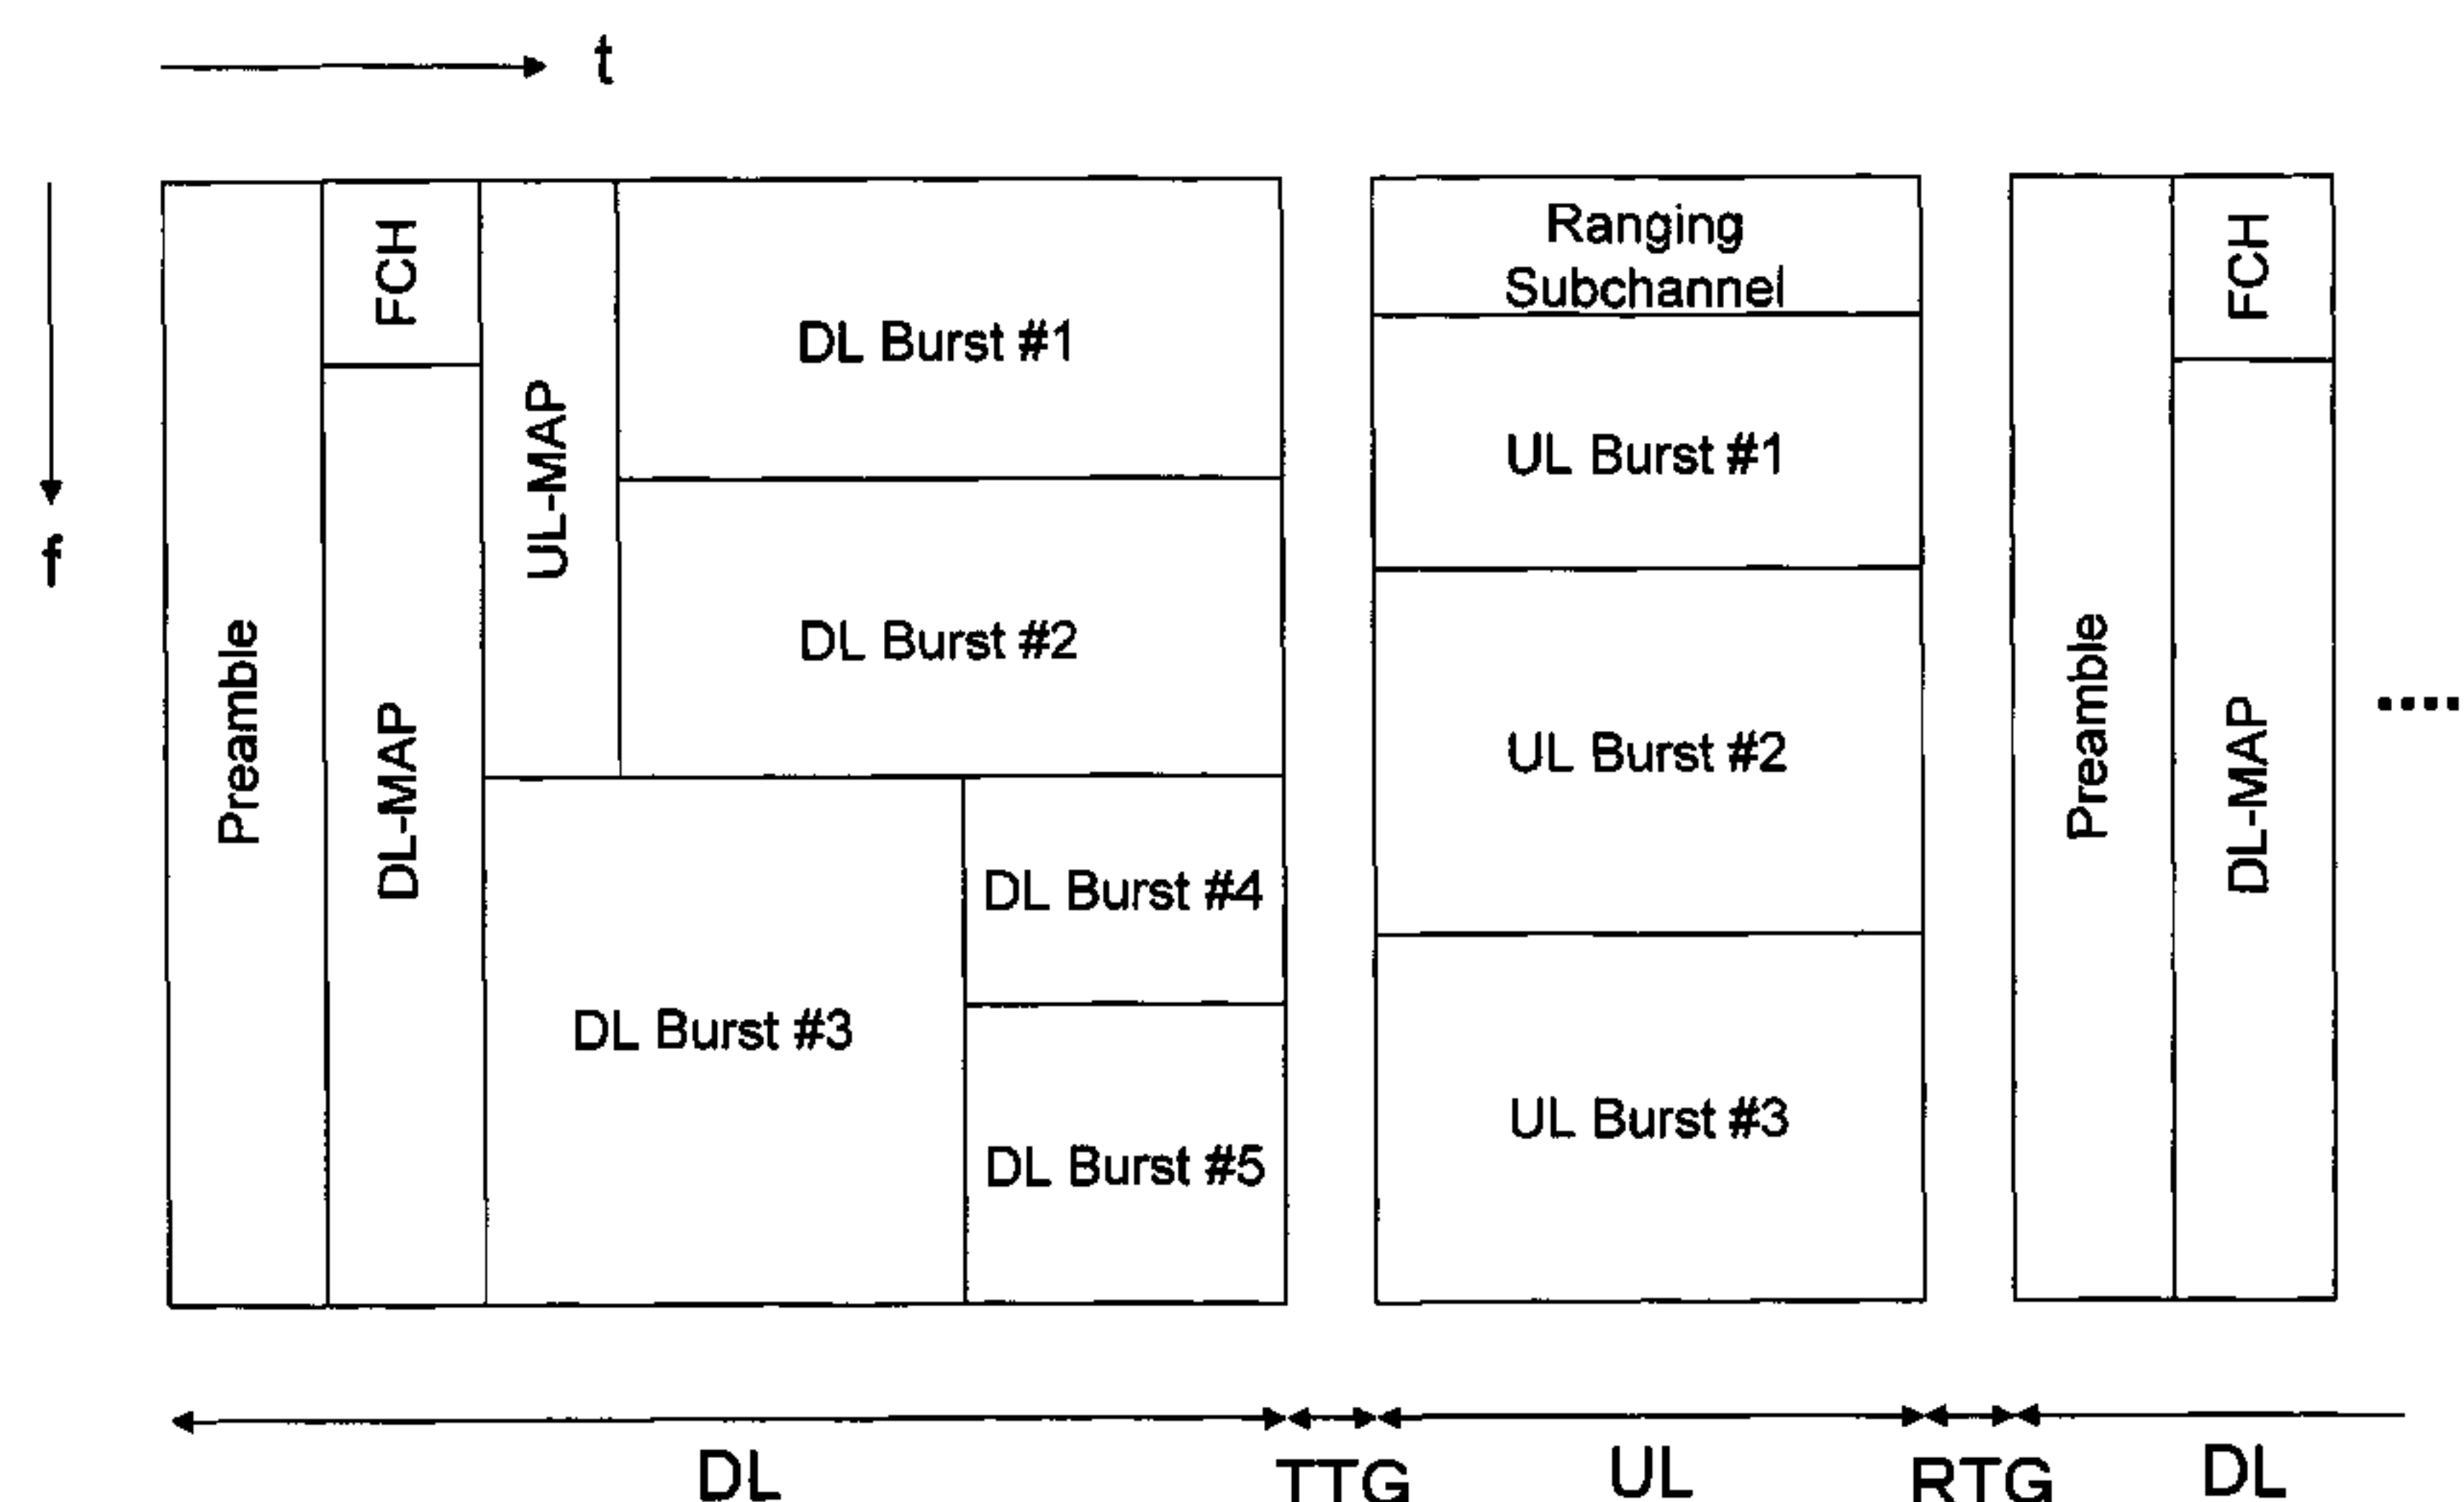 t
f
Preamble
FCH
DL-MAP
UL-MAP
DL Burst #1
DL Burst #2
DL Burst #3
DL Burst #4
DL Burst #5
Ranging
Subchannel
UL Burst #1
UL Burst #2
UL Burst #3
Preamble
FCH
DL-MAP
DL
TTG
UL
RTG
DL